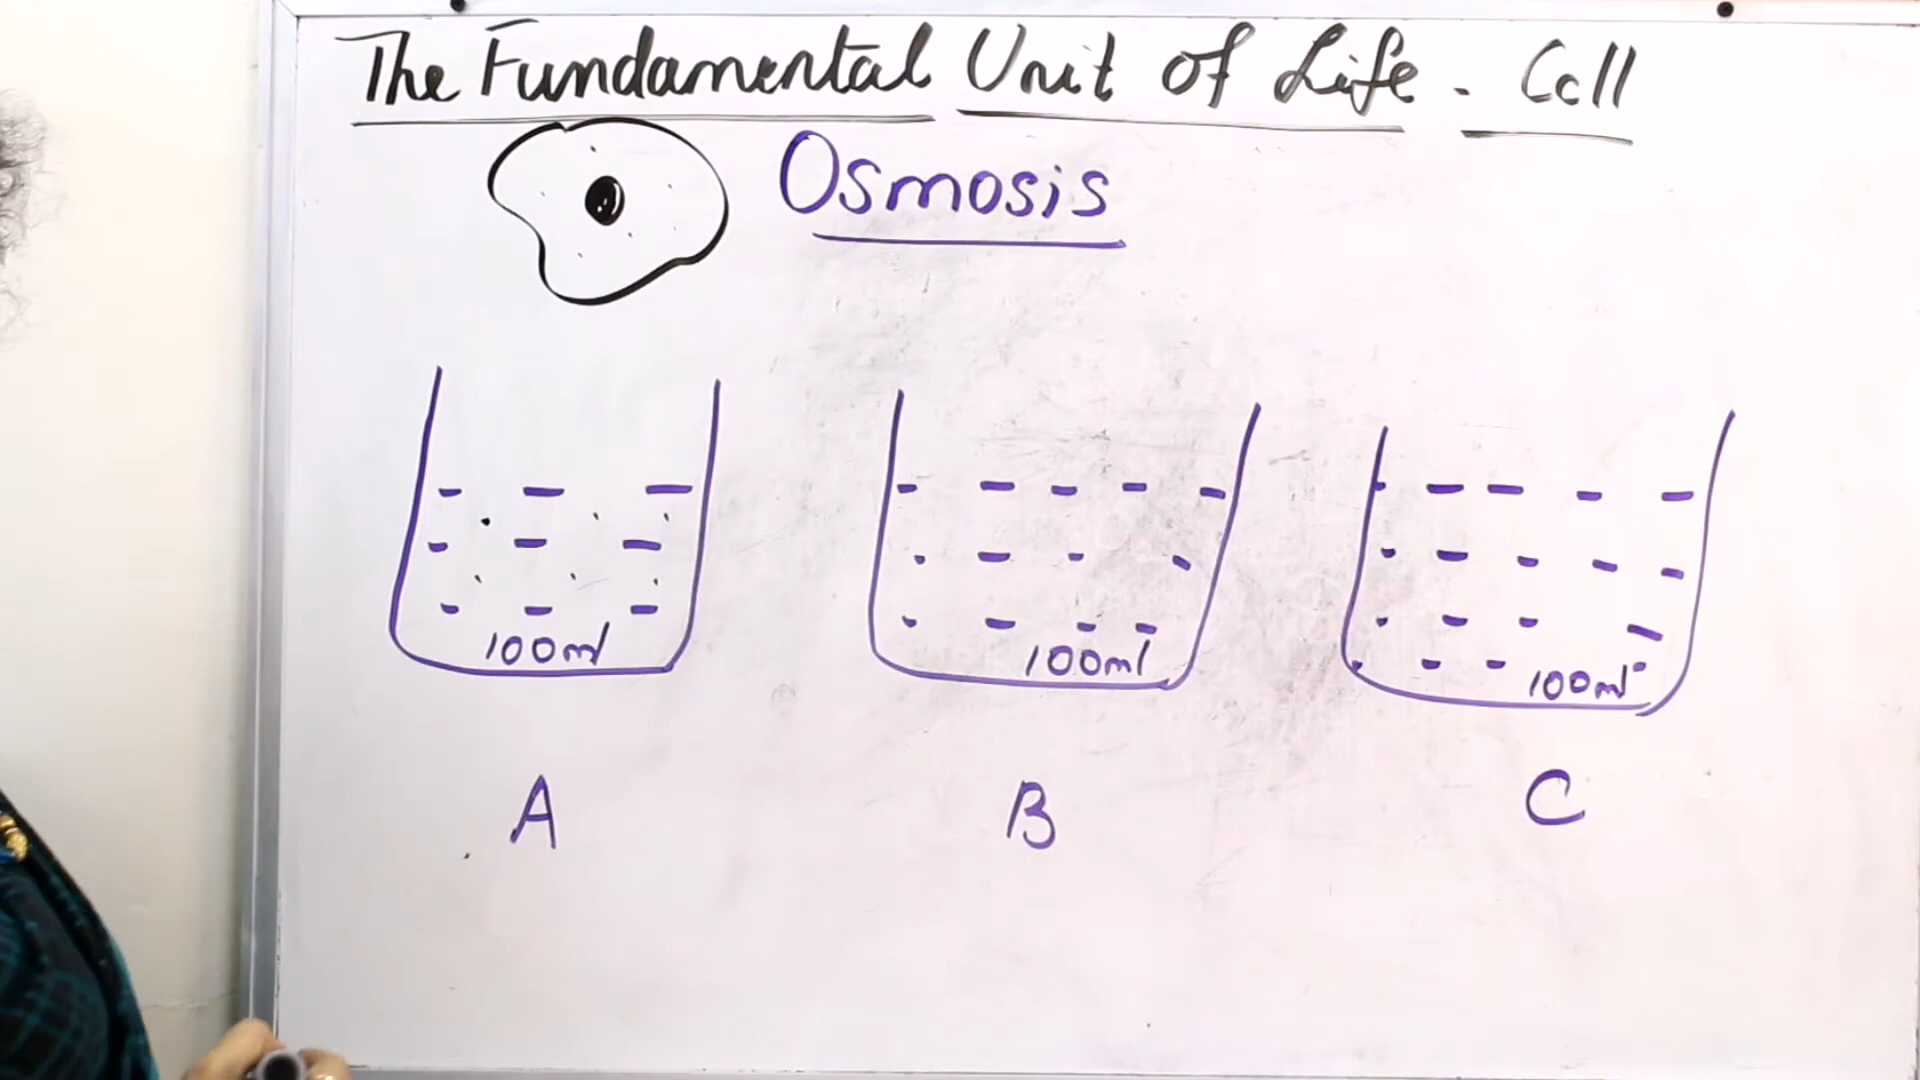 The Fundamental Unit of Life - Cell
Osmosis
100ml 100ml 100ml
A B C